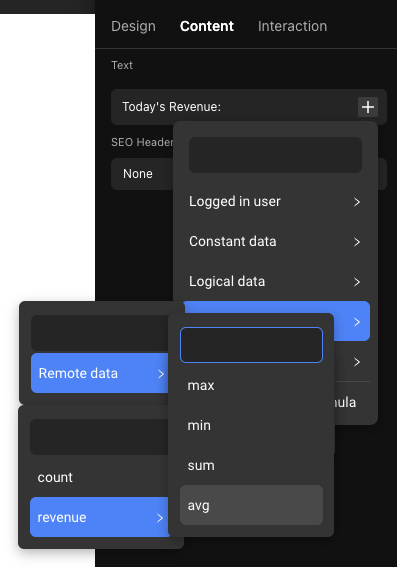 Design Content Interaction
Text
Today's Revenue:
SEO Header
None
Logged in user
Constant data
Logical data
Remote data
count
revenue
max
min
sum
avg